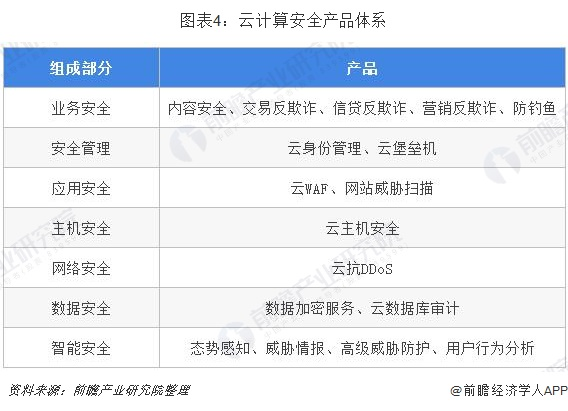 图表4：云计算安全产品体系
组成部分 产品
业务安全 内容安全、交易反欺诈、信贷反欺诈、营销反欺诈、防钓鱼
安全管理 云身份管理、云堡垒机
应用安全 云WAF、网站威胁扫描
主机安全 云主机安全
网络安全 云抗DDoS
数据安全 数据加密服务、云数据库审计
智能安全 态势感知、威胁情报、高级威胁防护、用户行为分析
资料来源：前瞻产业研究院整理
@前瞻经济学人APP